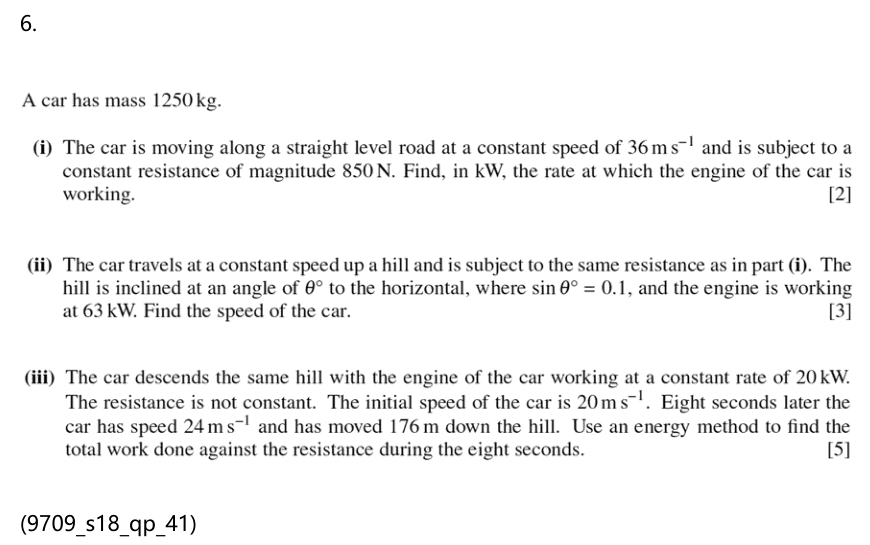 6.
A car has mass 1250 kg.
(i) The car is moving along a straight level road at a constant speed of 36 m s⁻¹ and is subject to a
constant resistance of magnitude 850 N. Find, in kW, the rate at which the engine of the car is
working. [2]
(ii) The car travels at a constant speed up a hill and is subject to the same resistance as in part (i). The
hill is inclined at an angle of θ° to the horizontal, where sin θ° = 0.1, and the engine is working
at 63 kW. Find the speed of the car. [3]
(iii) The car descends the same hill with the engine of the car working at a constant rate of 20 kW.
The resistance is not constant. The initial speed of the car is 20 m s⁻¹. Eight seconds later the
car has speed 24 m s⁻¹ and has moved 176 m down the hill. Use an energy method to find the
total work done against the resistance during the eight seconds. [5]
(9709_s18_qp_41)